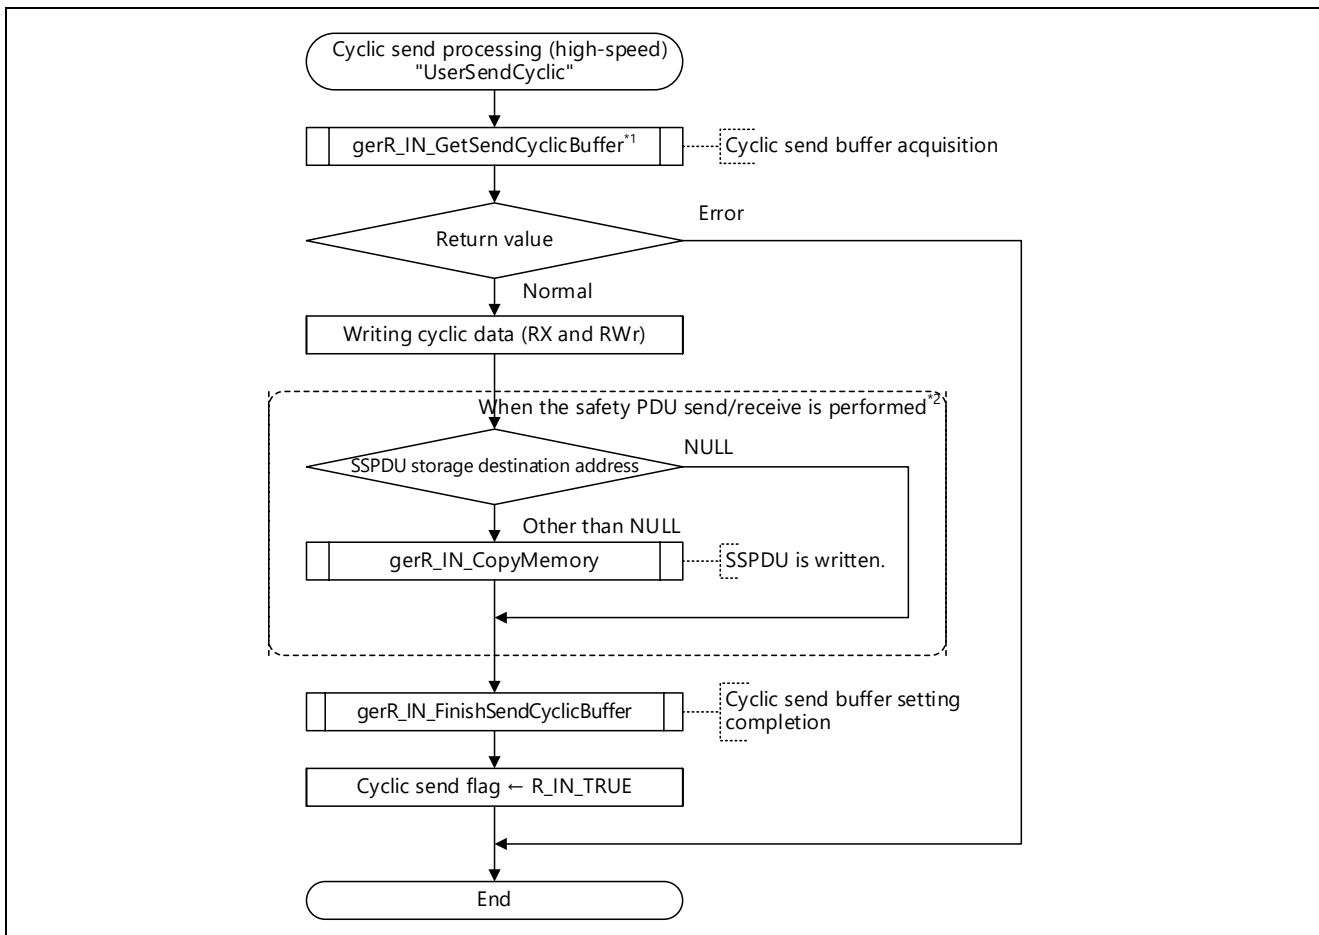 Cyclic send processing (high-speed)
"UserSendCyclic"
gerR_IN_GetSendCyclicBuffer*1
Cyclic send buffer acquisition
Error
Return value
Normal
Writing cyclic data (RX and RWr)
When the safety PDU send/receive is performed*2
NULL
SSPDU storage destination address
Other than NULL
gerR_IN_CopyMemory
SSPDU is written.
gerR_IN_FinishSendCyclicBuffer
Cyclic send buffer setting
completion
Cyclic send flag ← R_IN_TRUE
End